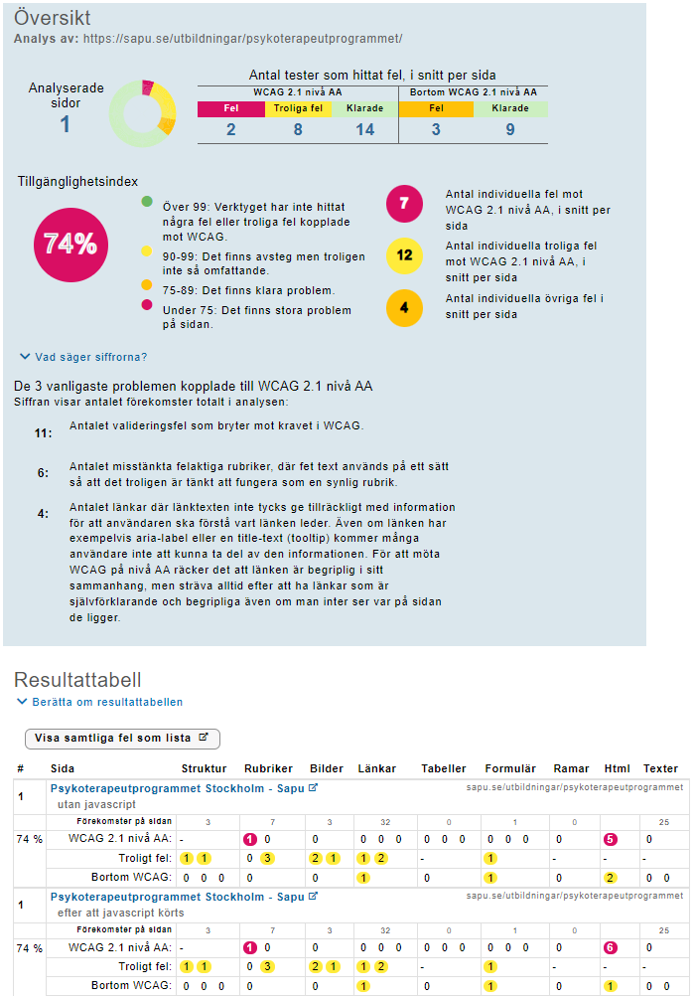 Översikt
Analys av: https://sapu.se/utbildningar/psykoterapeutprogrammet/
Analyserade
sidor
1
Antal tester som hittat fel, i snitt per sida
WCAG 2.1 nivå AA Bortom WCAG 2.1 nivå AA
Fel Troliga fel Klarade Fel Klarade
2 8 14 3 9
Tillgänglighetsindex
74%
Över 99: Verktyget har inte hittat
några fel eller troliga fel kopplade
mot WCAG.
90-99: Det finns avsteg men troligen
inte så omfattande.
75-89: Det finns klara problem.
Under 75: Det finns stora problem
på sidan.
7
Antal individuella fel mot
WCAG 2.1 nivå AA, i snitt per
sida
12
Antal individuella troliga fel
mot WCAG 2.1 nivå AA, i
snitt per sida
4
Antal individuella övriga fel i
snitt per sida
Vad säger siffrorna?
De 3 vanligaste problemen kopplade till WCAG 2.1 nivå AA
Siffran visar antalet förekomster totalt i analysen:
11: Antalet valideringsfel som bryter mot kravet i WCAG.
6: Antalet misstänkta felaktiga rubriker, där fet text används på ett sätt
så att det troligen är tänkt att fungera som en synlig rubrik.
4: Antalet länkar där länktexten inte tycks ge tillräckligt med information
för att användaren ska förstå vart länken leder. Även om länken har
exempelvis aria-label eller en title-text (tooltip) kommer många
användare inte att kunna ta del av den informationen. För att möta
WCAG på nivå AA räcker det att länken är begriplig i sitt
sammanhang, men sträva alltid efter att ha länkar som är
självförklarande och begripliga även om man inter ser var på sidan
de ligger.
Resultattabell
Berätta om resultattabellen
Visa samtliga fel som lista
# Sida Struktur Rubriker Bilder Länkar Tabeller Formulär Ramar Html Texter
1 Psykoterapeutprogrammet Stockholm - Sapu sapu.se/utbildningar/psykoterapeutprogrammet
utan javascript
Förekomster på sidan 3 7 3 32 0 1 0 25
74 % WCAG 2.1 nivå AA: - 1 0 0 0 0 0 0 0 0 0 0 0 0 5
Troligt fel: 1 1 0 3 2 1 1 2 - 1 - - -
Bortom WCAG: 0 0 0 1 0 1 0 2 0 0
1 Psykoterapeutprogrammet Stockholm - Sapu sapu.se/utbildningar/psykoterapeutprogrammet
efter att javascript körts
Förekomster på sidan 3 7 3 32 0 1 0 25
74 % WCAG 2.1 nivå AA: - 1 0 0 0 0 0 0 0 0 0 0 0 0 6
Troligt fel: 1 1 0 3 2 1 1 2 - 1 - - -
Bortom WCAG: 0 0 0 1 0 1 0 1 0 0